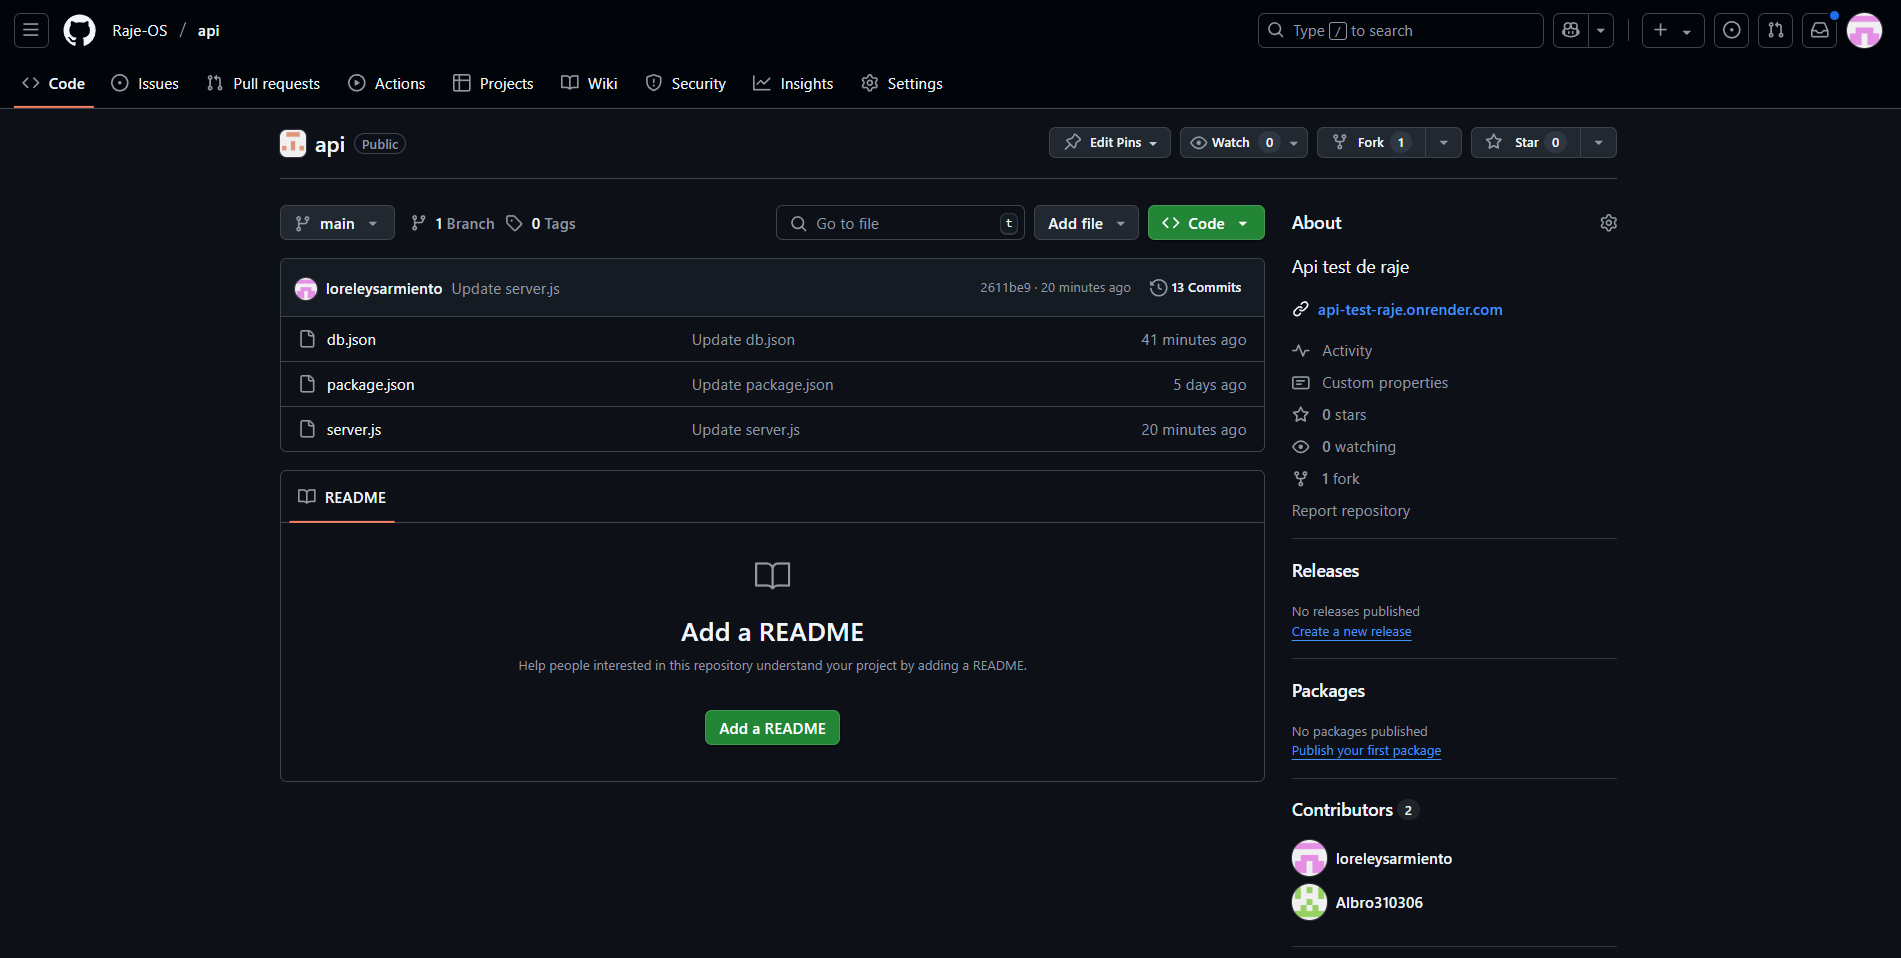 Raje-OS / api
Type / to search
Code Issues Pull requests Actions Projects Wiki Security Insights Settings
api Public
Edit Pins Watch 0 Fork 1 Star 0
main 1 Branch 0 Tags Go to file t Add file Code
loreleysarmiento Update server.js 2611be9 · 20 minutes ago 13 Commits
db.json Update db.json 41 minutes ago
package.json Update package.json 5 days ago
server.js Update server.js 20 minutes ago
README
Add a README
Help people interested in this repository understand your project by adding a README.
Add a README
About
Api test de raje
api-test-raje.onrender.com
Activity
Custom properties
0 stars
0 watching
1 fork
Report repository
Releases
No releases published
Create a new release
Packages
No packages published
Publish your first package
Contributors 2
loreleysarmiento
Albro310306